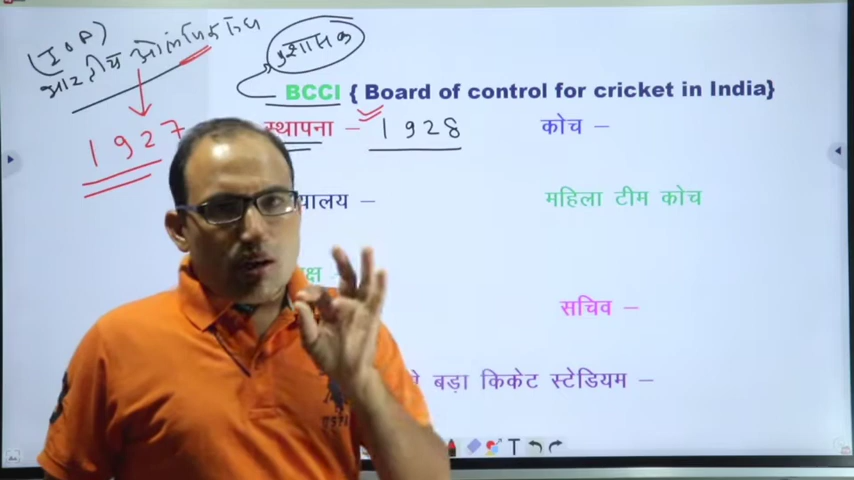 (I O A)
भारतीय ओलंपिक
1927
प्रशासक
BCCI { Board of control for cricket in India}
स्थापना – 1928
कोच –
यालय –
महिला टीम कोच
क्ष
सचिव –
बड़ा किकेट स्टेडियम –
T